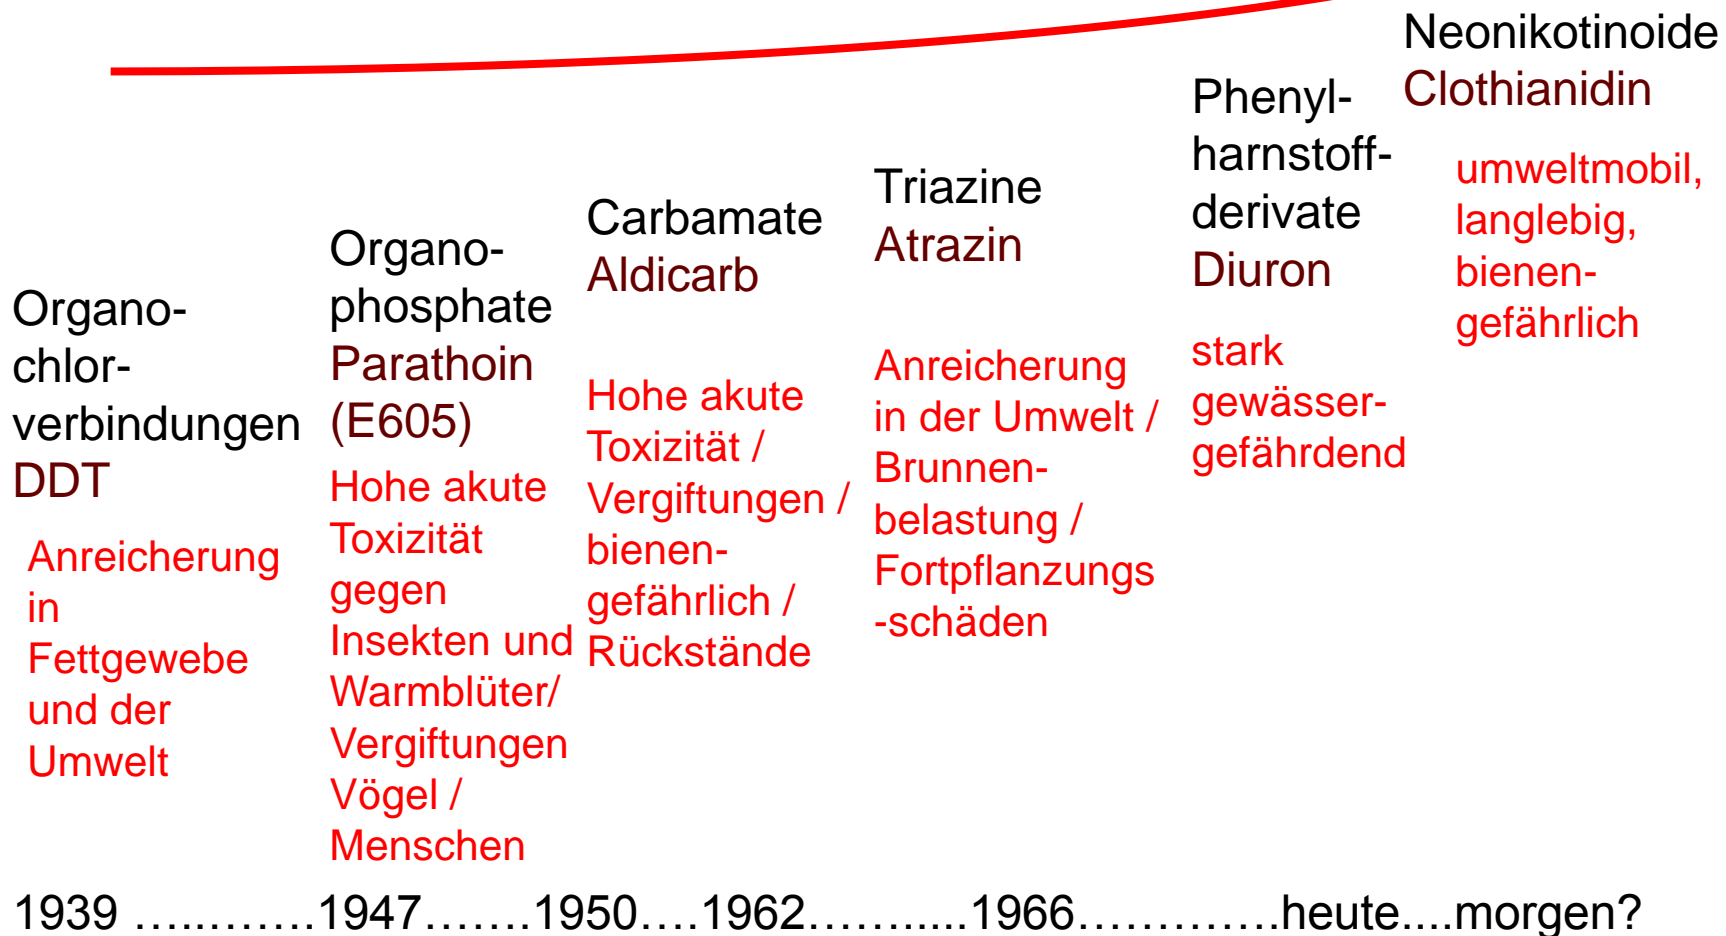 Organo-
chlor-
verbindungen
DDT
Anreicherung
in
Fettgewebe
und der
Umwelt
Organo-
phosphate
Parathoin
(E605)
Hohe akute
Toxizität
gegen
Insekten und
Warmblüter/
Vergiftungen
Vögel /
Menschen
Carbamate
Aldicarb
Hohe akute
Toxizität /
Vergiftungen /
bienen-
gefährlich /
Rückstände
Triazine
Atrazin
Anreicherung
in der Umwelt /
Brunnen-
belastung /
Fortpflanzungs
-schäden
Phenyl-
harnstoff-
derivate
Diuron
stark
gewässer-
gefährdend
Neonikotinoide
Clothianidin
umweltmobil,
langlebig,
bienen-
gefährlich
1939 …..…….1947…….1950….1962…….....1966………….heute....morgen?